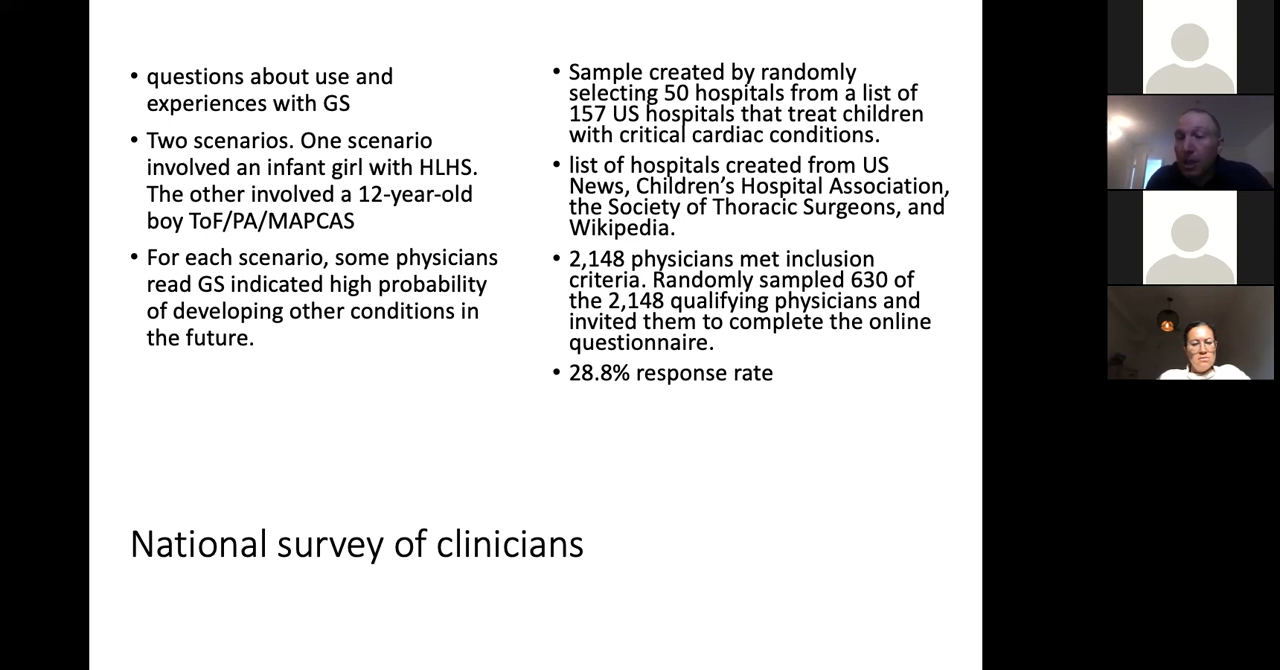 • questions about use and
experiences with GS
• Two scenarios. One scenario
involved an infant girl with HLHS.
The other involved a 12-year-old
boy ToF/PA/MAPCAS
• For each scenario, some physicians
read GS indicated high probability
of developing other conditions in
the future.
• Sample created by randomly
selecting 50 hospitals from a list of
157 US hospitals that treat children
with critical cardiac conditions.
• list of hospitals created from US
News, Children’s Hospital Association,
the Society of Thoracic Surgeons, and
Wikipedia.
• 2,148 physicians met inclusion
criteria. Randomly sampled 630 of
the 2,148 qualifying physicians and
invited them to complete the online
questionnaire.
• 28.8% response rate
National survey of clinicians